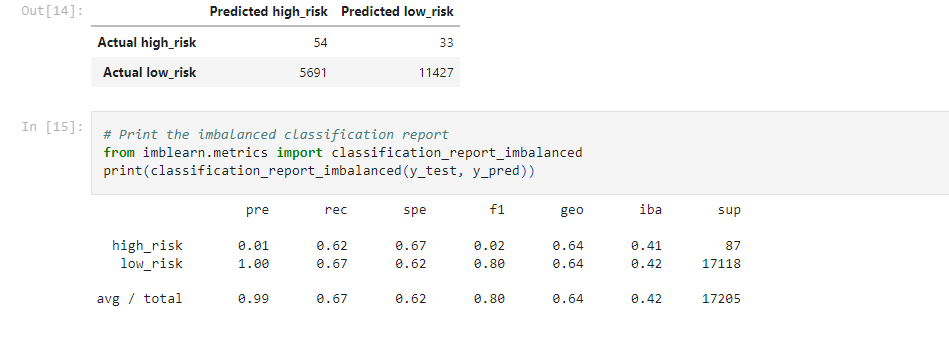 Out[14]:
Predicted high_risk Predicted low_risk
Actual high_risk 54 33
Actual low_risk 5691 11427
In [15]:
# Print the imbalanced classification report
from imblearn.metrics import classification_report_imbalanced
print(classification_report_imbalanced(y_test, y_pred))
pre rec spe f1 geo iba sup
high_risk 0.01 0.62 0.67 0.02 0.64 0.41 87
low_risk 1.00 0.67 0.62 0.80 0.64 0.42 17118
avg / total 0.99 0.67 0.62 0.80 0.64 0.42 17205